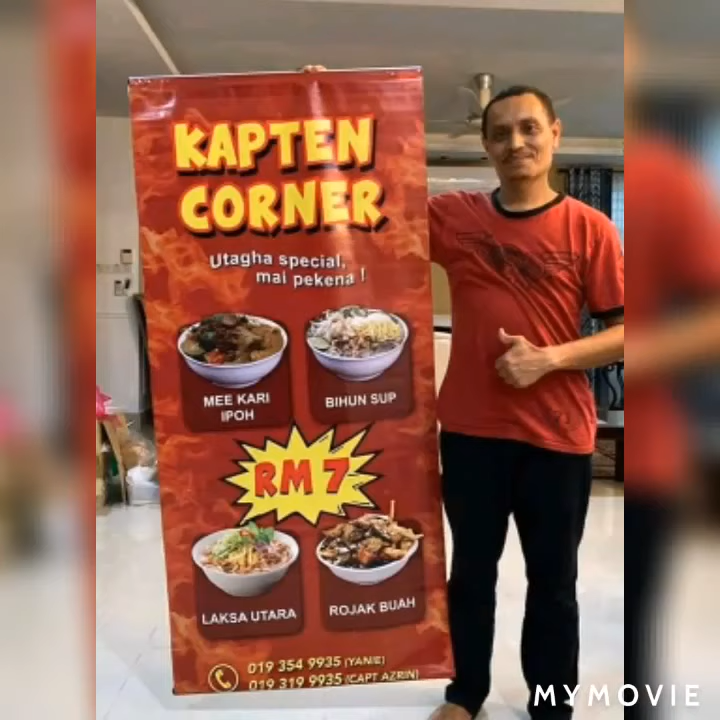 KAPTEN
CORNER
Utagha special,
mai pekena !
MEE KARI
IPOH
BIHUN SUP
RM 7
LAKSA UTARA
ROJAK BUAH
019 354 9935 (YANIE)
019 319 9935 (CAPT AZRIN)
MYMOVIE